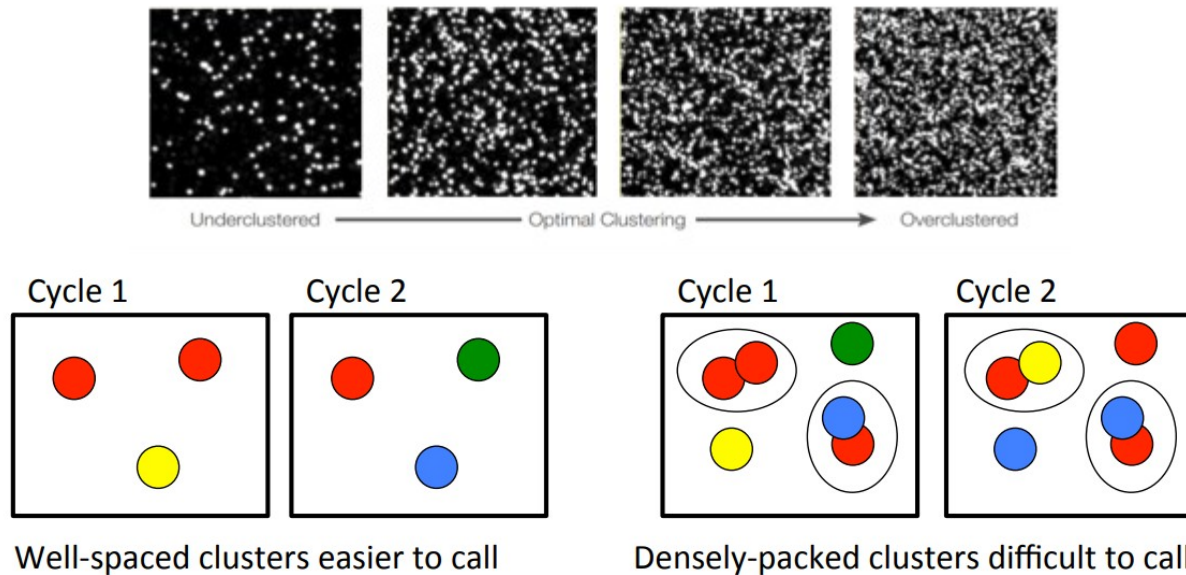 Underclustered Optimal Clustering Overclustered
Cycle 1 Cycle 2 Cycle 1 Cycle 2
Well-spaced clusters easier to call Densely-packed clusters difficult to call